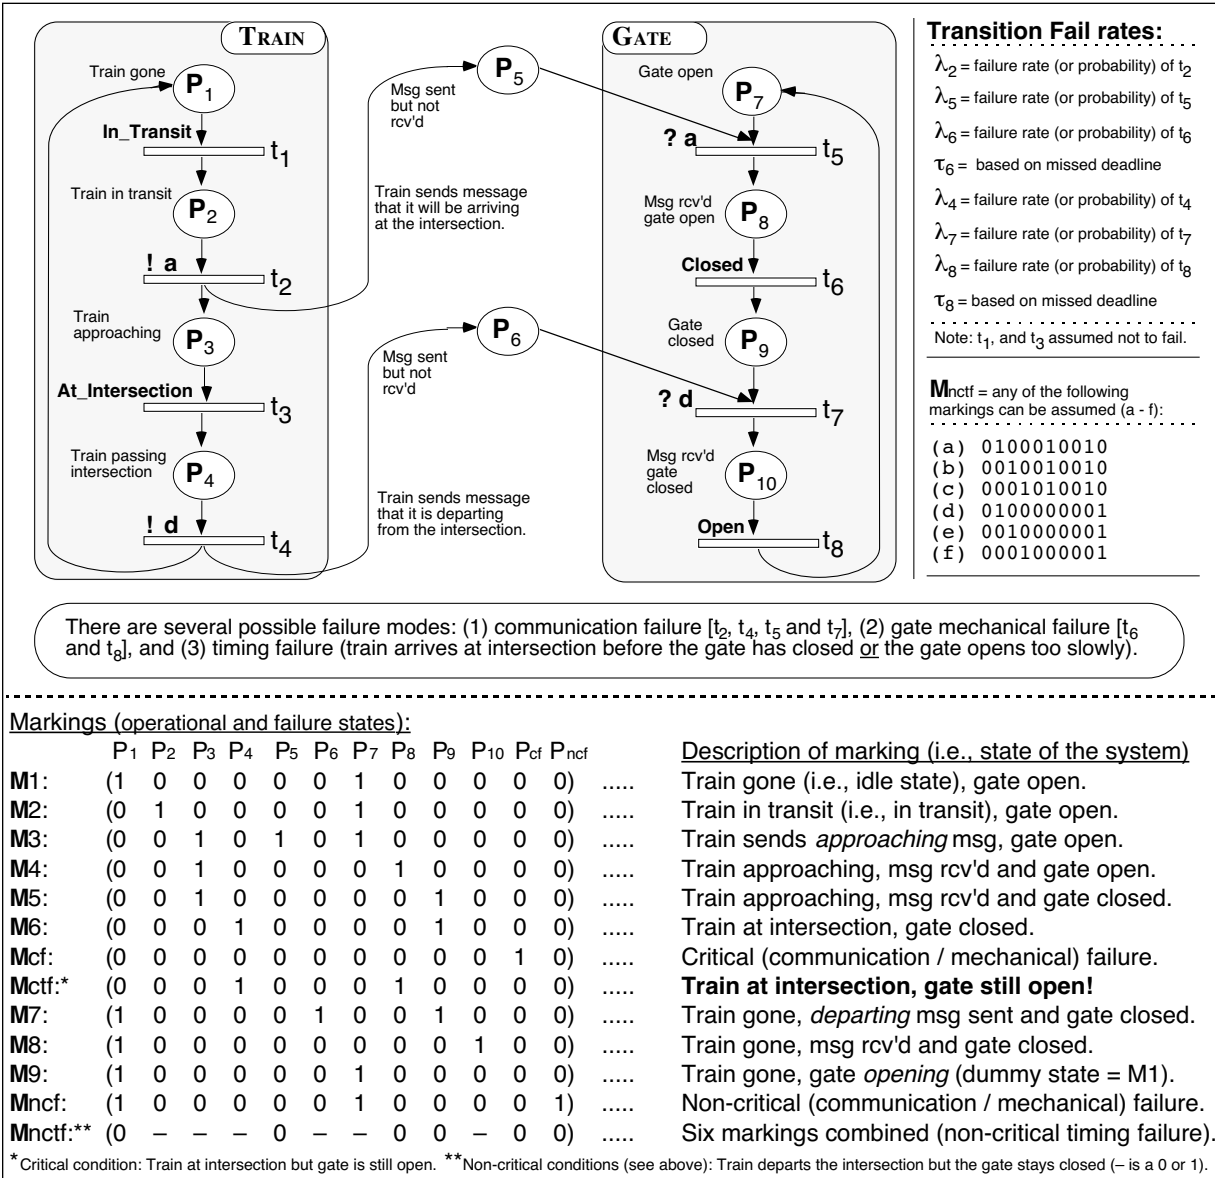 TRAIN
Train gone
P1
In_Transit
t1
Train in transit
P2
! a
t2
Train
approaching
P3
At_Intersection
t3
Train passing
intersection
P4
! d
t4
P5
Msg sent
but not
rcv'd
Train sends message
that it will be arriving
at the intersection.
P6
Msg sent
but not
rcv'd
Train sends message
that it is departing
from the intersection.
GATE
Gate open
P7
? a
t5
Msg rcv'd
gate open
P8
Closed
t6
Gate
closed
P9
? d
t7
Msg rcv'd
gate
closed
P10
Open
t8
Transition Fail rates:
λ2 = failure rate (or probability) of t2
λ5 = failure rate (or probability) of t5
λ6 = failure rate (or probability) of t6
τ6 = based on missed deadline
λ4 = failure rate (or probability) of t4
λ7 = failure rate (or probability) of t7
λ8 = failure rate (or probability) of t8
τ8 = based on missed deadline
Note: t1, and t3 assumed not to fail.
Mnctf = any of the following
markings can be assumed (a - f):
(a) 0100010010
(b) 0010010010
(c) 0001010010
(d) 0100000001
(e) 0010000001
(f) 0001000001
There are several possible failure modes: (1) communication failure [t2, t4, t5 and t7], (2) gate mechanical failure [t6
and t8], and (3) timing failure (train arrives at intersection before the gate has closed or the gate opens too slowly).
Markings (operational and failure states):
P1 P2 P3 P4 P5 P6 P7 P8 P9 P10 Pcf Pncf Description of marking (i.e., state of the system)
M1: (1 0 0 0 0 0 1 0 0 0 0 0) ..... Train gone (i.e., idle state), gate open.
M2: (0 1 0 0 0 0 1 0 0 0 0 0) ..... Train in transit (i.e., in transit), gate open.
M3: (0 0 1 0 1 0 1 0 0 0 0 0) ..... Train sends approaching msg, gate open.
M4: (0 0 1 0 0 0 0 1 0 0 0 0) ..... Train approaching, msg rcv'd and gate open.
M5: (0 0 1 0 0 0 0 0 1 0 0 0) ..... Train approaching, msg rcv'd and gate closed.
M6: (0 0 0 1 0 0 0 0 1 0 0 0) ..... Train at intersection, gate closed.
Mcf: (0 0 0 0 0 0 0 0 0 0 1 0) ..... Critical (communication / mechanical) failure.
Mctf:* (0 0 0 1 0 0 0 1 0 0 0 0) ..... Train at intersection, gate still open!
M7: (1 0 0 0 0 1 0 0 1 0 0 0) ..... Train gone, departing msg sent and gate closed.
M8: (1 0 0 0 0 0 0 0 0 1 0 0) ..... Train gone, msg rcv'd and gate closed.
M9: (1 0 0 0 0 0 1 0 0 0 0 0) ..... Train gone, gate opening (dummy state = M1).
Mncf: (1 0 0 0 0 0 1 0 0 0 0 1) ..... Non-critical (communication / mechanical) failure.
Mnctf:** (0 – – – 0 – – 0 0 – 0 0) ..... Six markings combined (non-critical timing failure).
*Critical condition: Train at intersection but gate is still open. **Non-critical conditions (see above): Train departs the intersection but the gate stays closed (– is a 0 or 1).